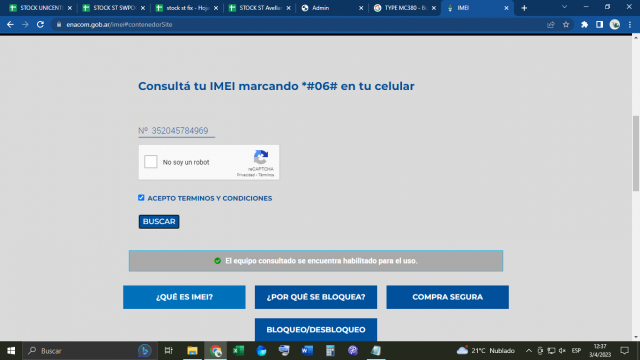 STOCK UNICENT
STOCK ST SWPO
stock st fix - Hoja
STOCK ST Avellan
Admin
TYPE MC380 - B
IMEI
enacom.gob.ar/imei#contenedorSite
Consultá tu IMEI marcando *#06# en tu celular
Nº 352045784969
No soy un robot
reCAPTCHA
Privacidad - Términos
ACEPTO TERMINOS Y CONDICIONES
BUSCAR
El equipo consultado se encuentra habilitado para el uso.
¿QUÉ ES IMEI?
¿POR QUÉ SE BLOQUEA?
COMPRA SEGURA
BLOQUEO/DESBLOQUEO
Buscar
21°C Nublado
ESP
12:37
3/4/2023